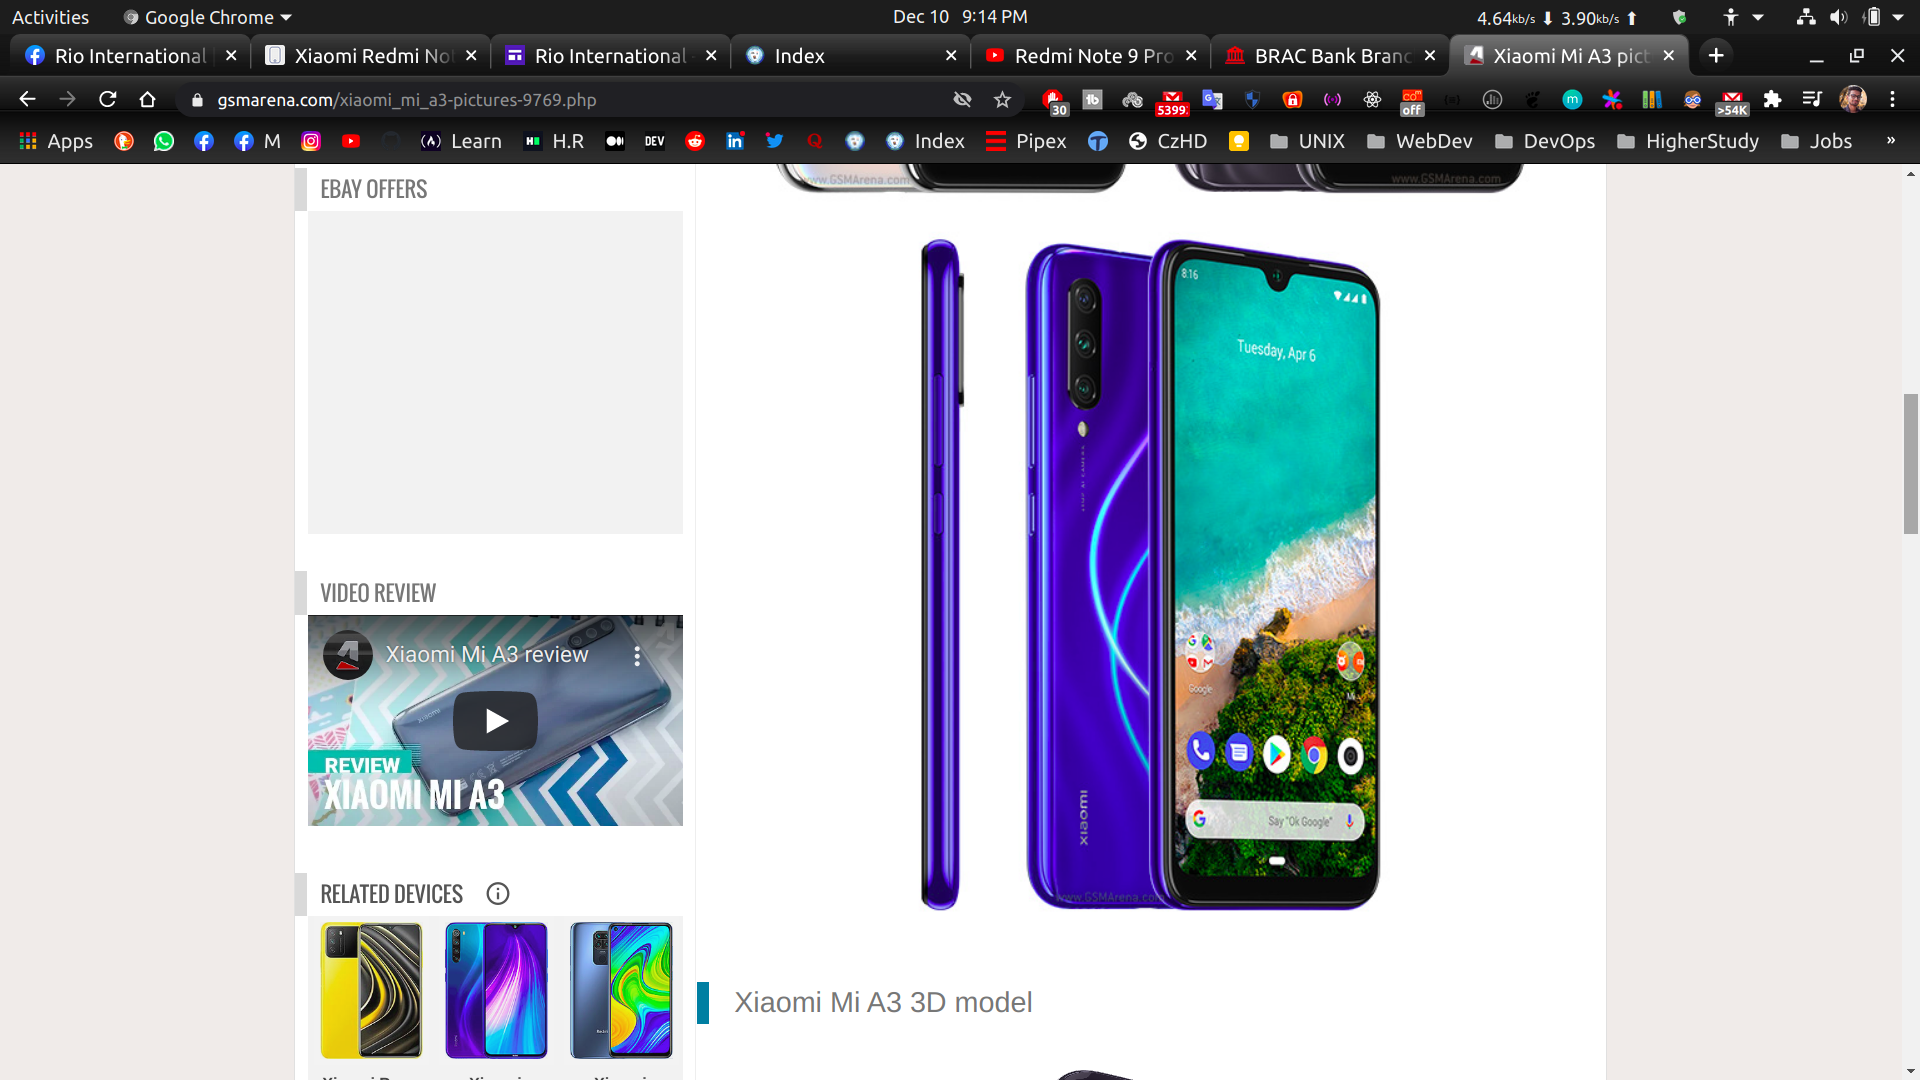 Activities
Google Chrome
Dec 10 9:14 PM
4.64kb/s 3.90kb/s
Rio International
Xiaomi Redmi No
Rio International
Index
Redmi Note 9 Pro
BRAC Bank Branc
Xiaomi Mi A3 pict
gsmarena.com/xiaomi_mi_a3-pictures-9769.php
30
5399
off
>54K
Apps
M
Learn
H.R
DEV
Index
Pipex
CzHD
UNIX
WebDev
DevOps
HigherStudy
Jobs
»
www.GSMArena.com
www.GSMArena.com
EBAY OFFERS
8:16
Tuesday, Apr 6
Google
Say "Ok Google"
xiaomi
www.GSMArena.com
VIDEO REVIEW
Xiaomi Mi A3 review
xiaomi
REVIEW
XIAOMI MI A3
RELATED DEVICES
Xiaomi Mi A3 3D model